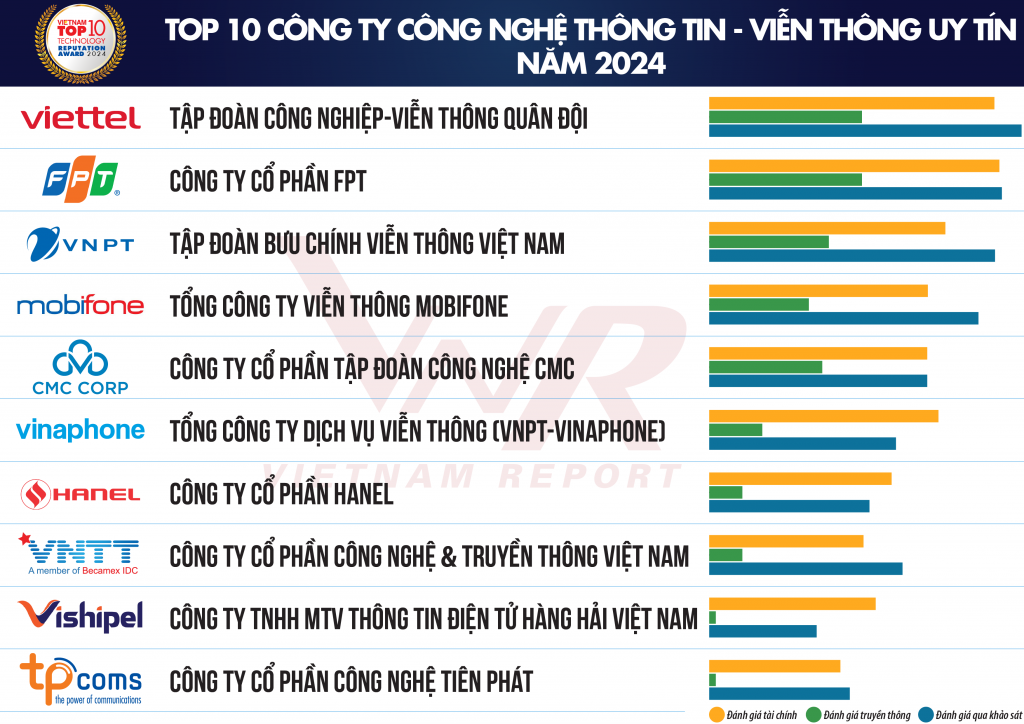 VIETNAM
TOP 10
TECHNOLOGY
REPUTATION
AWARD 2024
TOP 10 CÔNG TY CÔNG NGHỆ THÔNG TIN - VIỄN THÔNG UY TÍN
NĂM 2024
viettel
TẬP ĐOÀN CÔNG NGHIỆP-VIỄN THÔNG QUÂN ĐỘI
FPT®
CÔNG TY CỔ PHẦN FPT
VNPT
TẬP ĐOÀN BƯU CHÍNH VIỄN THÔNG VIỆT NAM
mobifone
TỔNG CÔNG TY VIỄN THÔNG MOBIFONE
CMC CORP
CÔNG TY CỔ PHẦN TẬP ĐOÀN CÔNG NGHỆ CMC
vinaphone
TỔNG CÔNG TY DỊCH VỤ VIỄN THÔNG (VNPT-VINAPHONE)
VNR
VIETNAM REPORT
HANEL
CÔNG TY CỔ PHẦN HANEL
VNTT
A member of Becamex IDC
CÔNG TY CỔ PHẦN CÔNG NGHỆ & TRUYỀN THÔNG VIỆT NAM
Vishipel
CÔNG TY TNHH MTV THÔNG TIN ĐIỆN TỬ HÀNG HẢI VIỆT NAM
tpcoms
the power of communications
CÔNG TY CỔ PHẦN CÔNG NGHỆ TIÊN PHÁT
Đánh giá tài chính
Đánh giá truyền thông
Đánh giá qua khảo sát